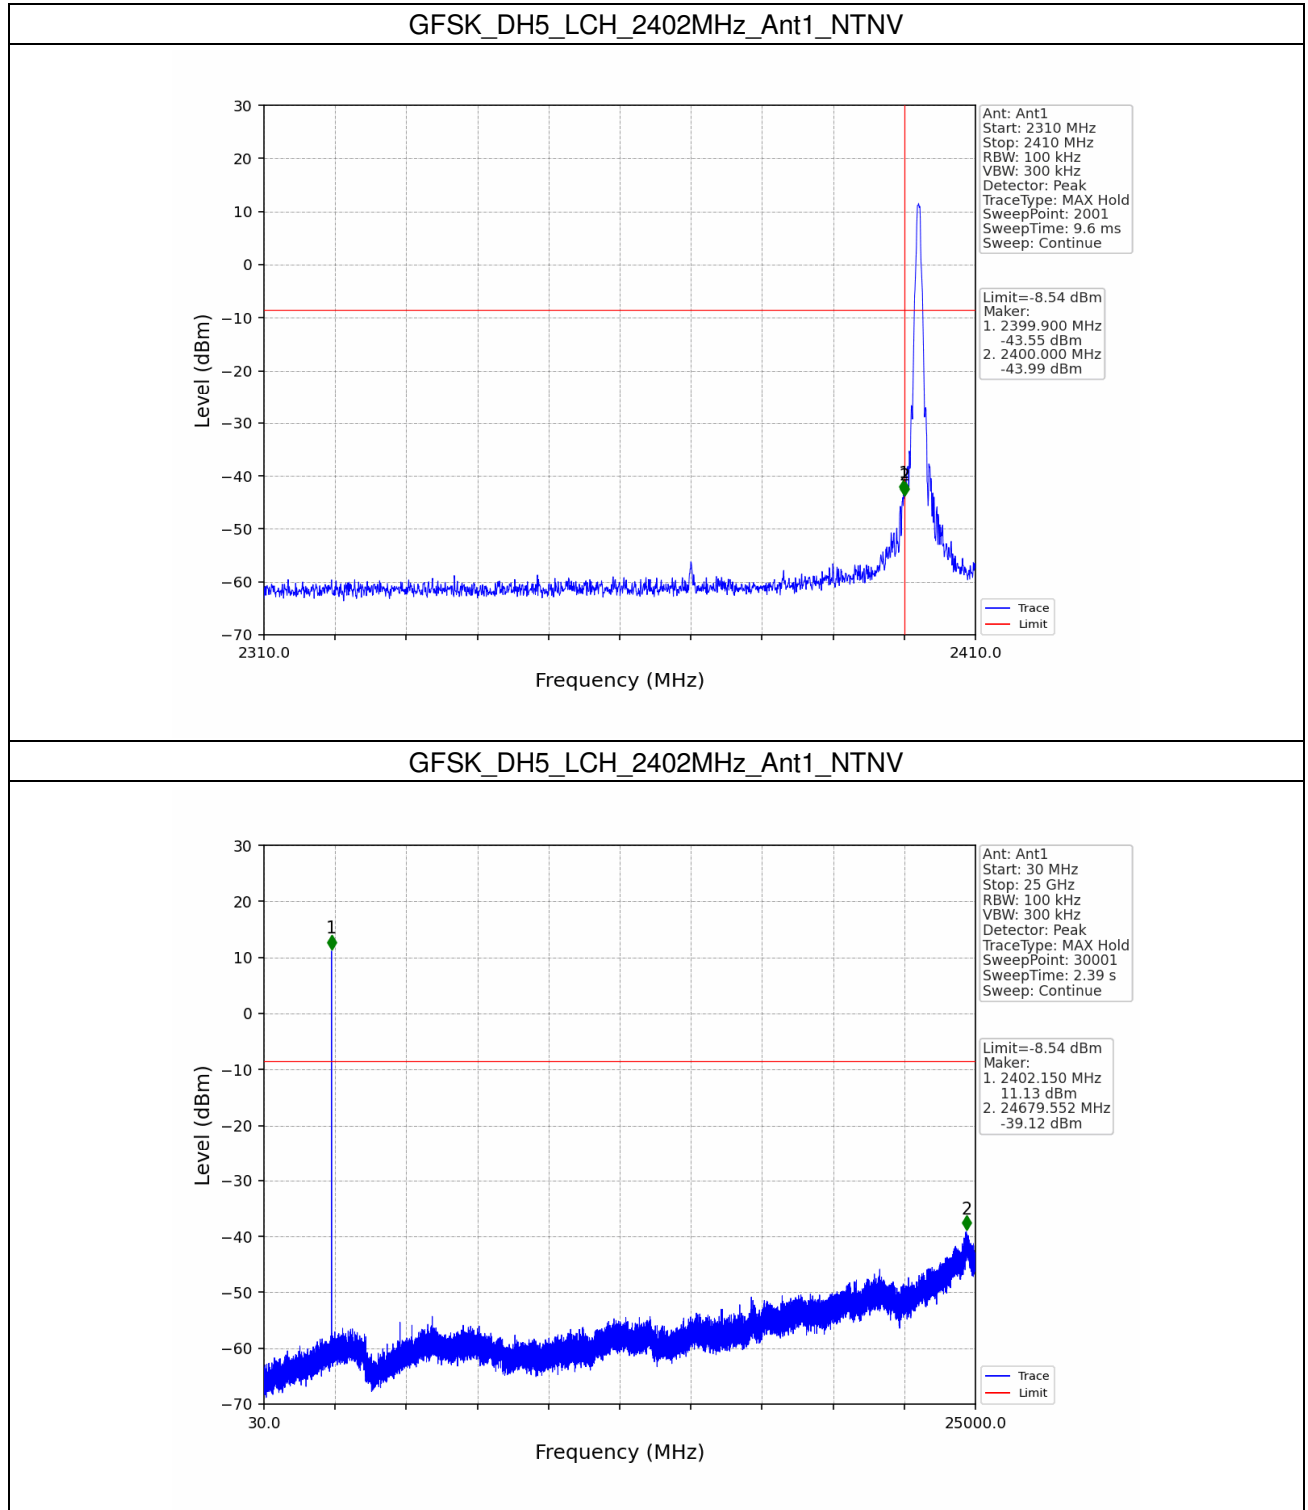 GFSK_DH5_LCH_2402MHz_Ant1_NTNV
30
20
10
0
−10
−20
−30
−40
−50
−60
−70
Level (dBm)
2310.0
2410.0
Frequency (MHz)
1
2
Ant: Ant1
Start: 2310 MHz
Stop: 2410 MHz
RBW: 100 kHz
VBW: 300 kHz
Detector: Peak
TraceType: MAX Hold
SweepPoint: 2001
SweepTime: 9.6 ms
Sweep: Continue
Limit=-8.54 dBm
Maker:
1. 2399.900 MHz
-43.55 dBm
2. 2400.000 MHz
-43.99 dBm
Trace
Limit
GFSK_DH5_LCH_2402MHz_Ant1_NTNV
30
20
10
0
−10
−20
−30
−40
−50
−60
−70
Level (dBm)
30.0
25000.0
Frequency (MHz)
1
2
Ant: Ant1
Start: 30 MHz
Stop: 25 GHz
RBW: 100 kHz
VBW: 300 kHz
Detector: Peak
TraceType: MAX Hold
SweepPoint: 30001
SweepTime: 2.39 s
Sweep: Continue
Limit=-8.54 dBm
Maker:
1. 2402.150 MHz
11.13 dBm
2. 24679.552 MHz
-39.12 dBm
Trace
Limit